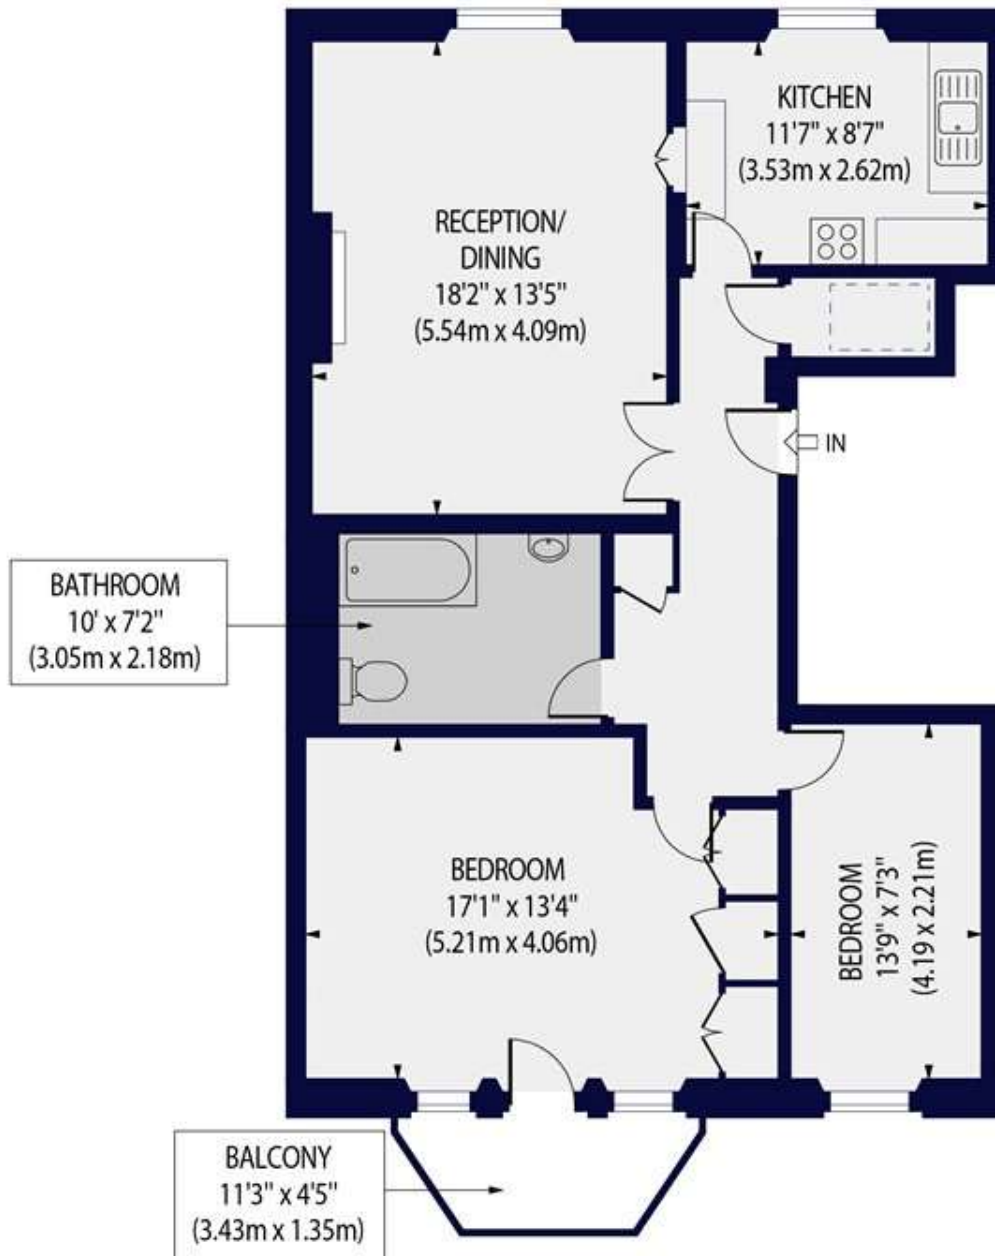 KITCHEN
11'7" x 8'7"
(3.53m x 2.62m)
RECEPTION/
DINING
18'2" x 13'5"
(5.54m x 4.09m)
IN
BATHROOM
10' x 7'2"
(3.05m x 2.18m)
BEDROOM
17'1" x 13'4"
(5.21m x 4.06m)
BEDROOM
13'9" x 7'3"
(4.19 x 2.21m)
BALCONY
11'3" x 4'5"
(3.43m x 1.35m)